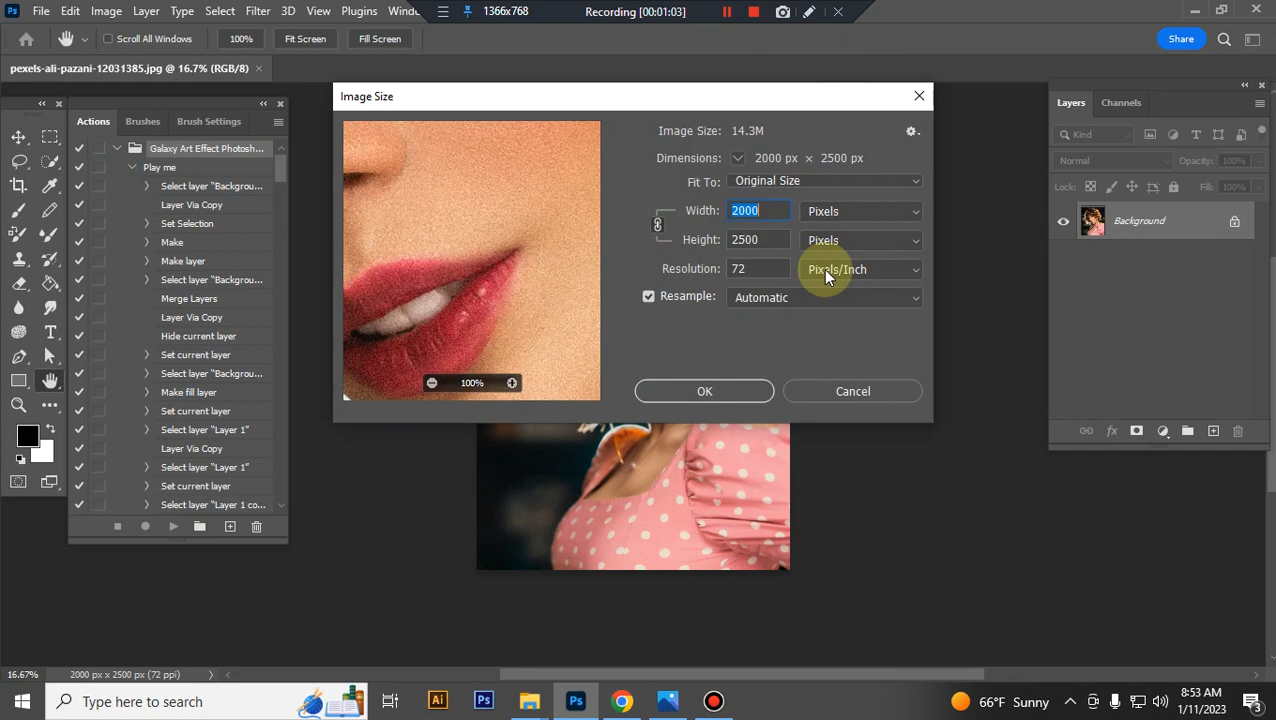 Ps File Edit Image Layer Type Select Filter 3D View Plugins Windo
1366x768 Recording [00:01:03]
Scroll All Windows 100% Fit Screen Fill Screen Share
pexels-ali-pazani-12031385.jpg @ 16.7% (RGB/8) ×
Actions Brushes Brush Settings
Galaxy Art Effect Photosh...
Play me
Select layer “Backgrou...
Layer Via Copy
Set Selection
Make
Make layer
Select layer “Backgrou...
Merge Layers
Layer Via Copy
Hide current layer
Set current layer
Select layer “Backgrou...
Make fill layer
Set current layer
Select layer “Layer 1”
Layer Via Copy
Select layer “Layer 1”
Set current layer
Select layer “Layer 1 co...
Image Size
100%
Image Size: 14.3M
Dimensions: 2000 px × 2500 px
Fit To: Original Size
Width: 2000 Pixels
Height: 2500 Pixels
Resolution: 72 Pixels/Inch
Resample: Automatic
OK Cancel
Layers Channels
Kind
Normal Opacity: 100%
Lock: Fill: 100%
Background
16.67% 2000 px x 2500 px (72 ppi)
Type here to search
Ai Ps Ps
66°F Sunny
8:53 AM
1/11/2023
3